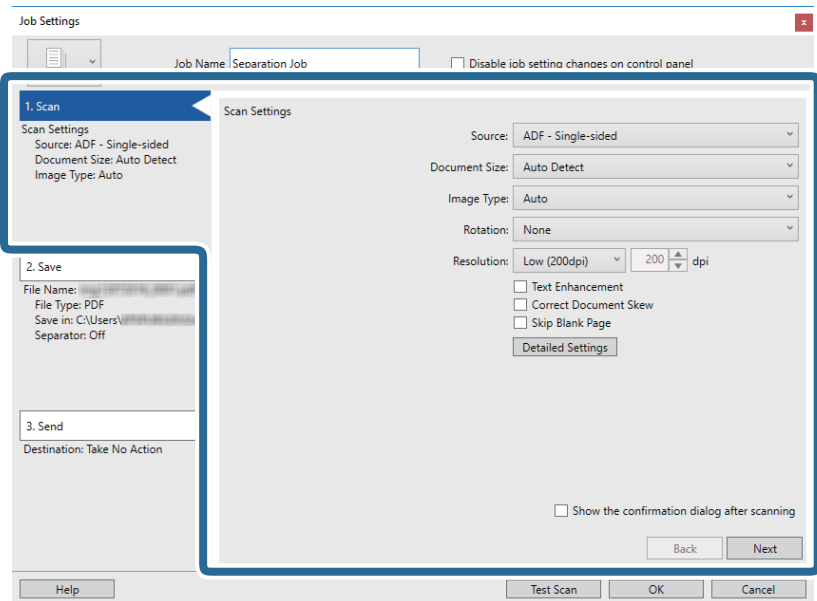 Job Settings
x
Job Name Separation Job
Disable job setting changes on control panel
1. Scan
Scan Settings
Source: ADF - Single-sided
Document Size: Auto Detect
Image Type: Auto
2. Save
File Name:
File Type: PDF
Save in: C:\Users\
Separator: Off
3. Send
Destination: Take No Action
Scan Settings
Source: ADF - Single-sided
Document Size: Auto Detect
Image Type: Auto
Rotation: None
Resolution: Low (200dpi) 200 dpi
Text Enhancement
Correct Document Skew
Skip Blank Page
Detailed Settings
Show the confirmation dialog after scanning
Back Next
Help Test Scan OK Cancel